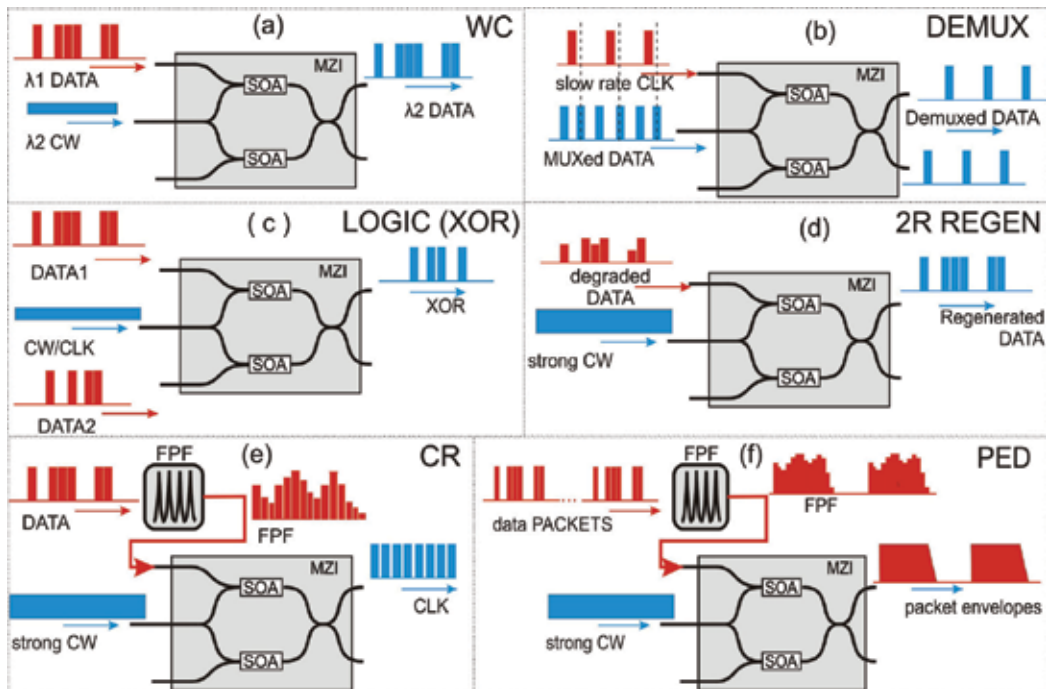 (a)
WC
λ1 DATA
λ2 CW
SOA
SOA
MZI
λ2 DATA
(b)
DEMUX
slow rate CLK
MUXed DATA
SOA
SOA
MZI
Demuxed DATA
( c )
LOGIC (XOR)
DATA1
CW/CLK
DATA2
SOA
SOA
MZI
XOR
(d)
2R REGEN
degraded
DATA
strong CW
SOA
SOA
MZI
Regenerated
DATA
(e)
CR
FPF
DATA
FPF
strong CW
SOA
SOA
MZI
CLK
(f)
PED
FPF
data PACKETS
FPF
strong CW
SOA
SOA
MZI
packet envelopes